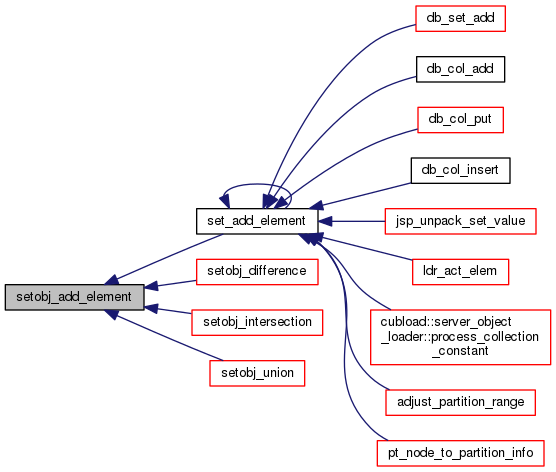 db_set_add
db_col_add
db_col_put
db_col_insert
set_add_element
jsp_unpack_set_value
setobj_difference
ldr_act_elem
setobj_add_element
setobj_intersection
cubload::server_object
_loader::process_collection
_constant
setobj_union
adjust_partition_range
pt_node_to_partition_info